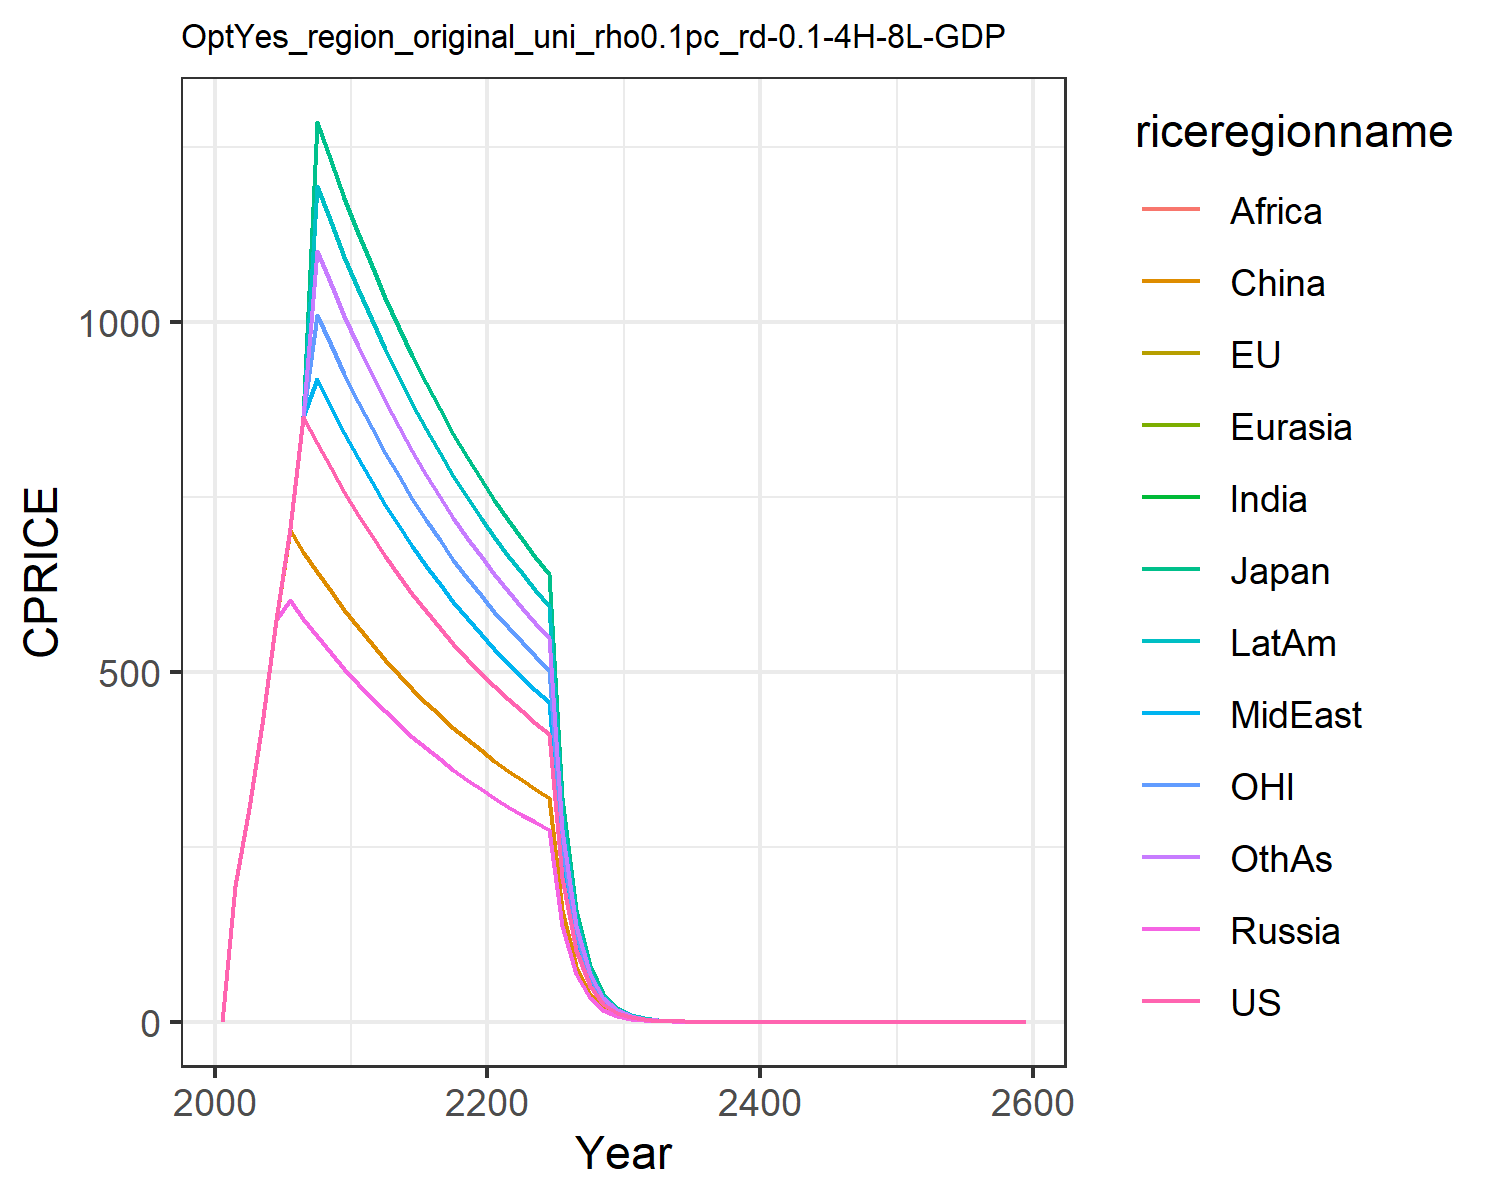 OptYes_region_original_uni_rho0.1pc_rd-0.1-4H-8L-GDP
CPRICE
1000
500
0
2000
2200
2400
2600
Year
riceregionname
Africa
China
EU
Eurasia
India
Japan
LatAm
MidEast
OHI
OthAs
Russia
US